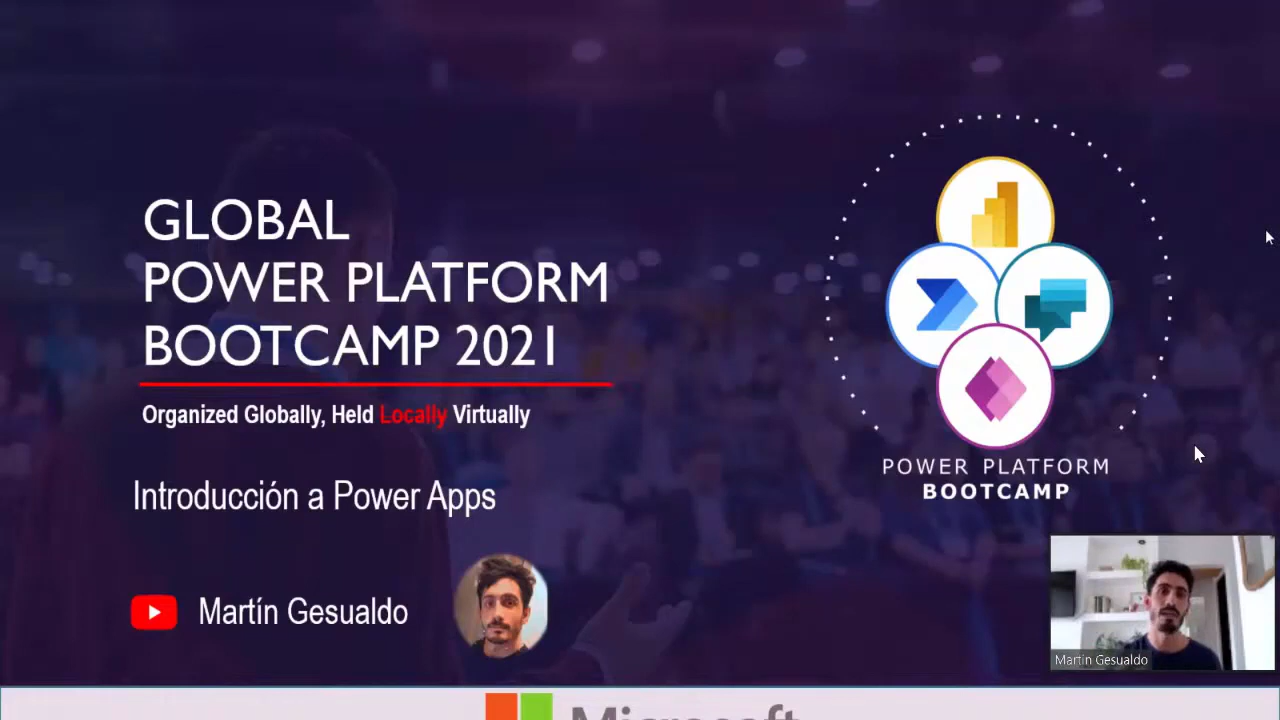 GLOBAL
POWER PLATFORM
BOOTCAMP 2021
Organized Globally, Held Locally Virtually
Introducción a Power Apps
Martín Gesualdo
POWER PLATFORM
BOOTCAMP
Martin Gesualdo
Microsoft